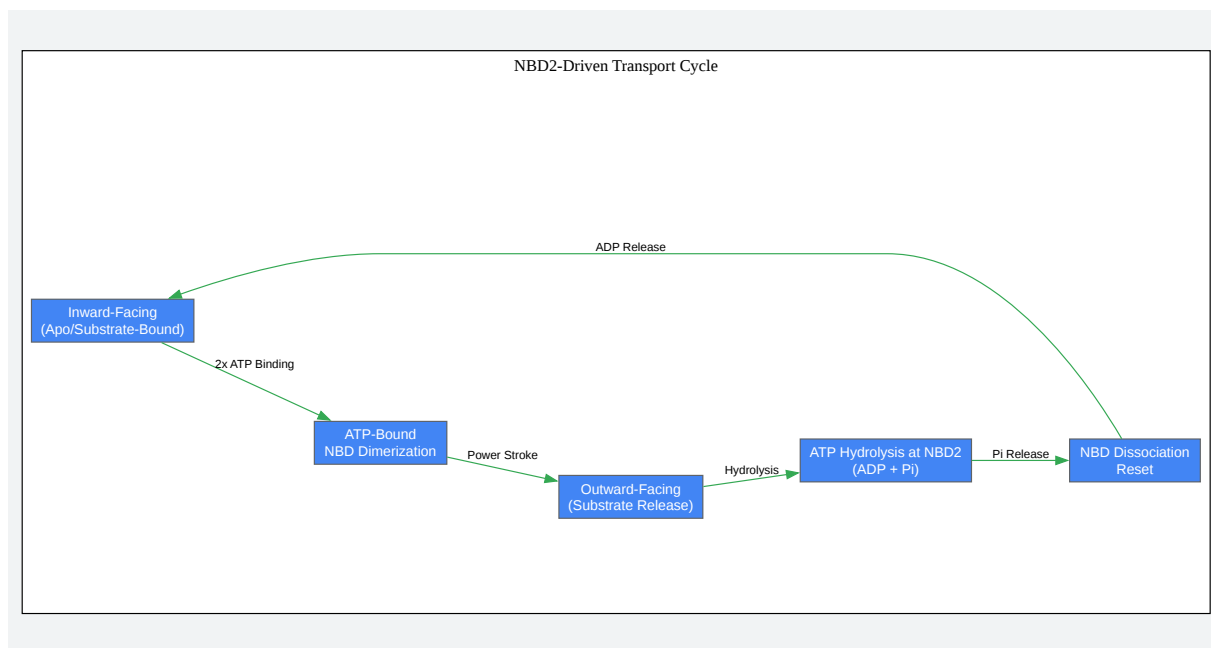 NBD2-Driven Transport Cycle
ADP Release
Inward-Facing
(Apo/Substrate-Bound)
2x ATP Binding
ATP-Bound
NBD Dimerization
Power Stroke
Outward-Facing
(Substrate Release)
Hydrolysis
ATP Hydrolysis at NBD2
(ADP + Pi)
Pi Release
NBD Dissociation
Reset